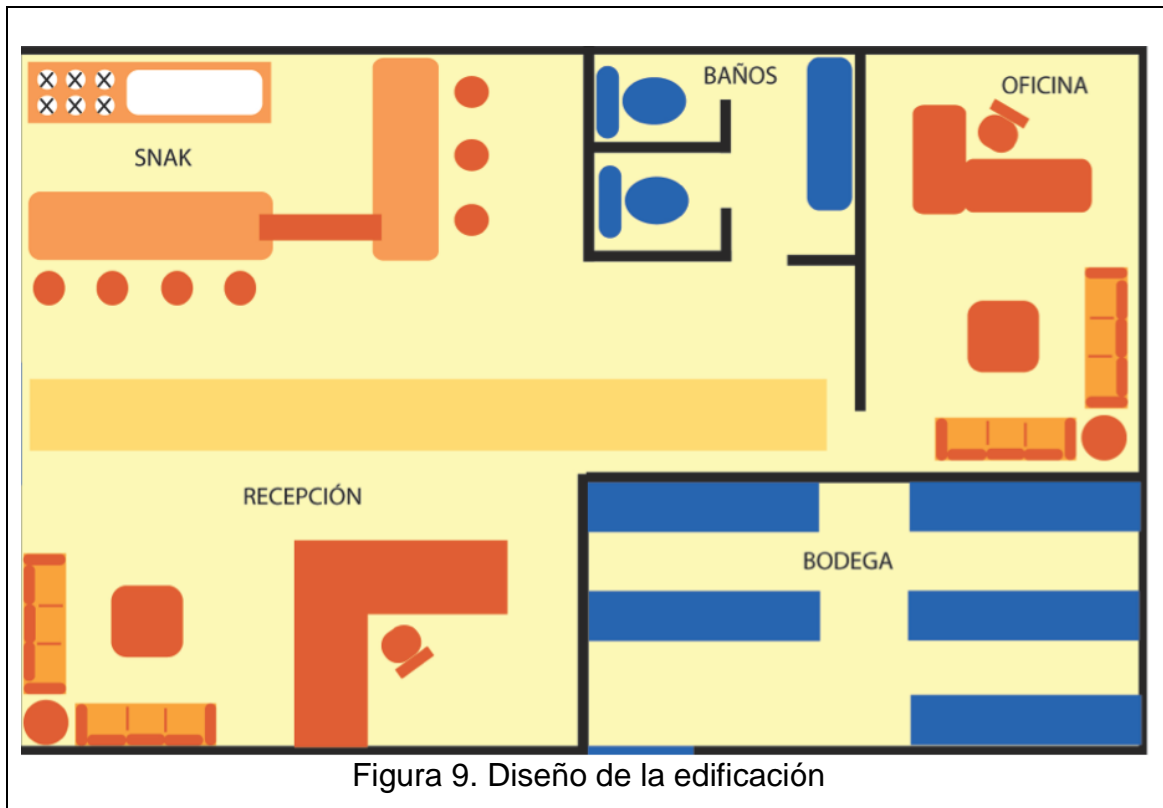 BAÑOS
OFICINA
SNAK
RECEPCIÓN
BODEGA
Figura 9. Diseño de la edificación